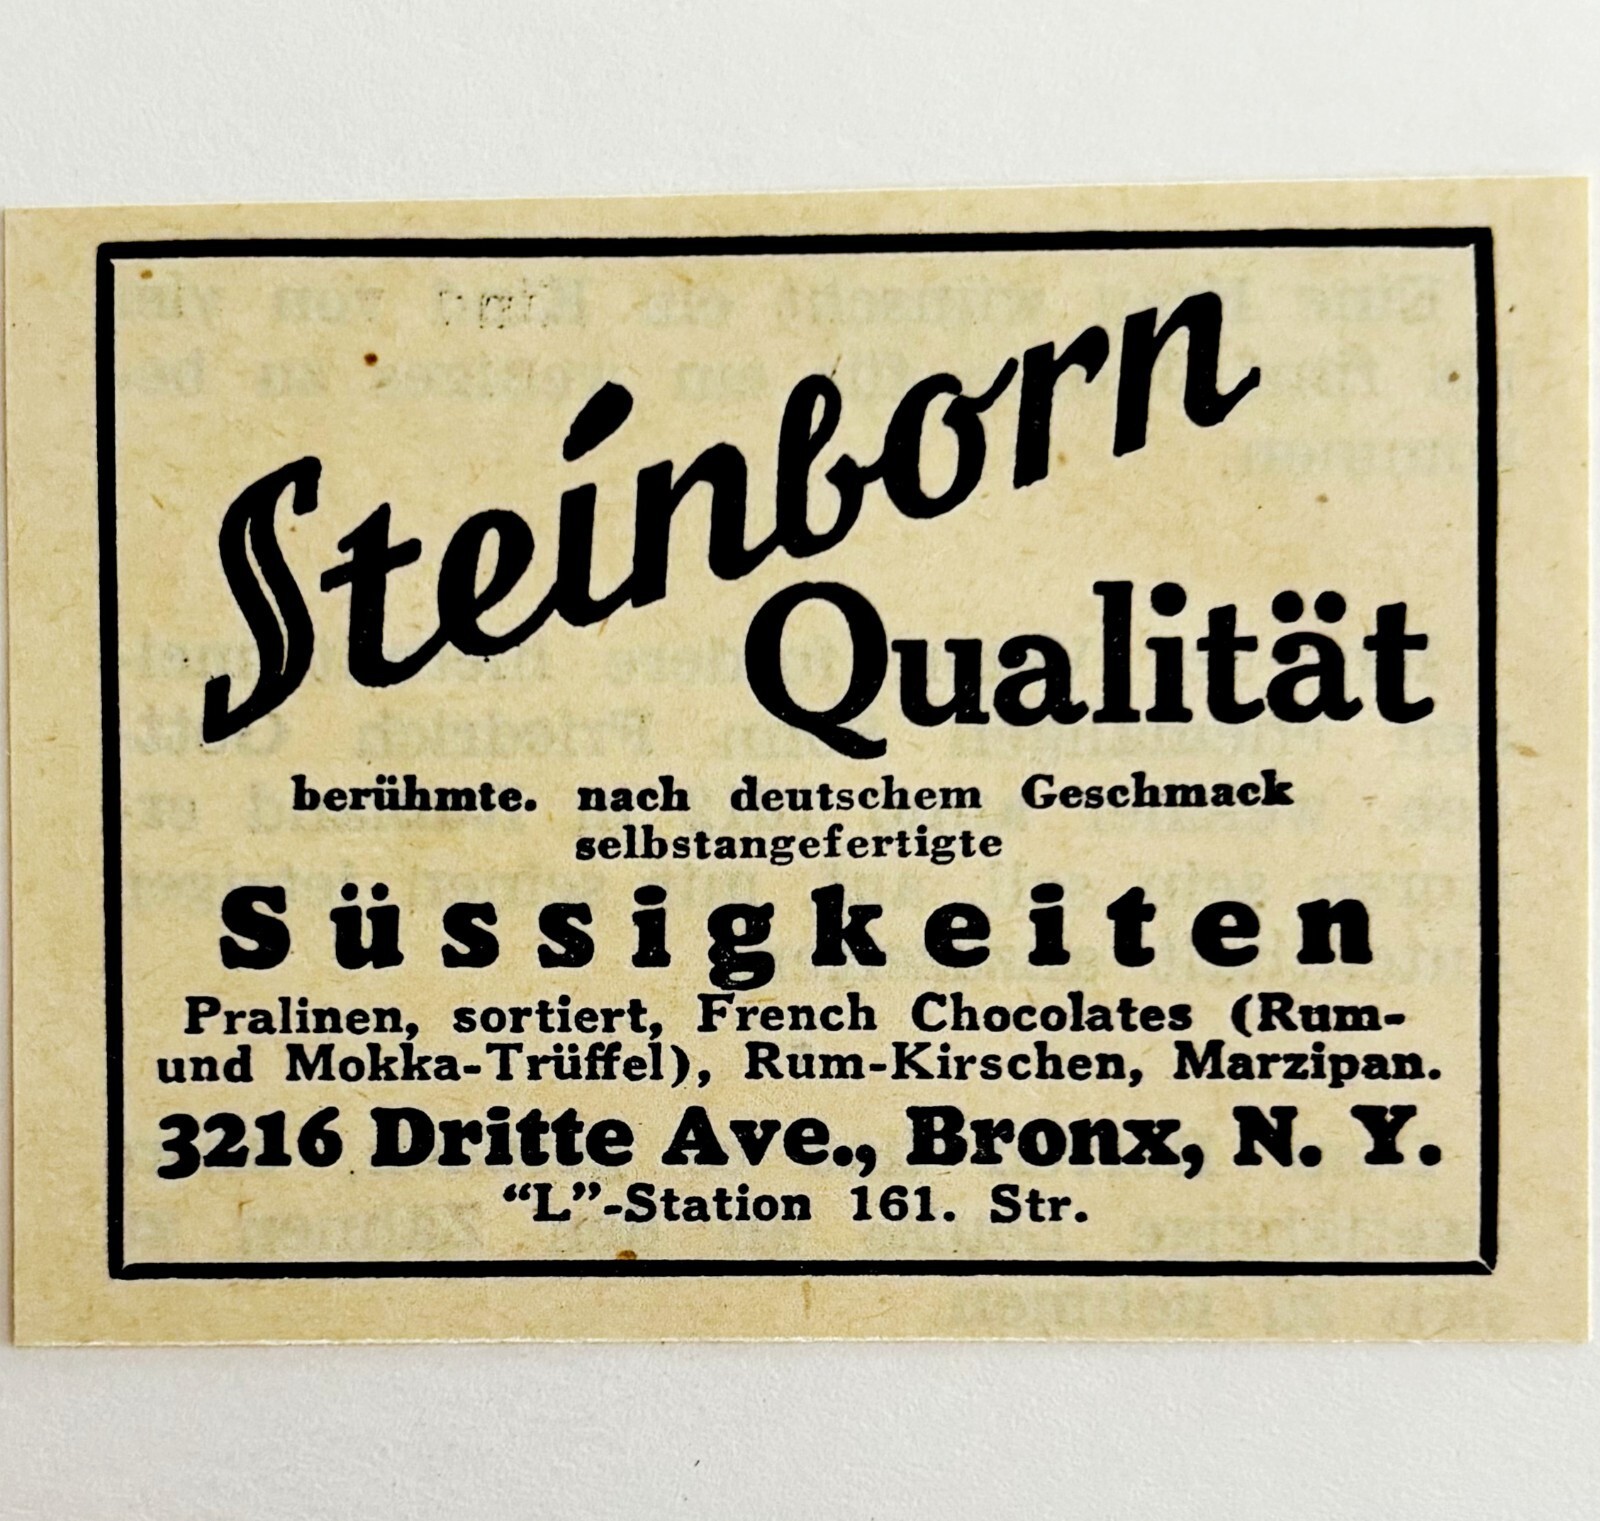 Steinborn
Qualität
berühmte. nach deutschem Geschmack
selbstangefertigte
Süssigkeiten
Pralinen, sortiert, French Chocolates (Rum-
und Mokka-Trüffel), Rum-Kirschen, Marzipan.
3216 Dritte Ave., Bronx, N. Y.
“L”-Station 161. Str.